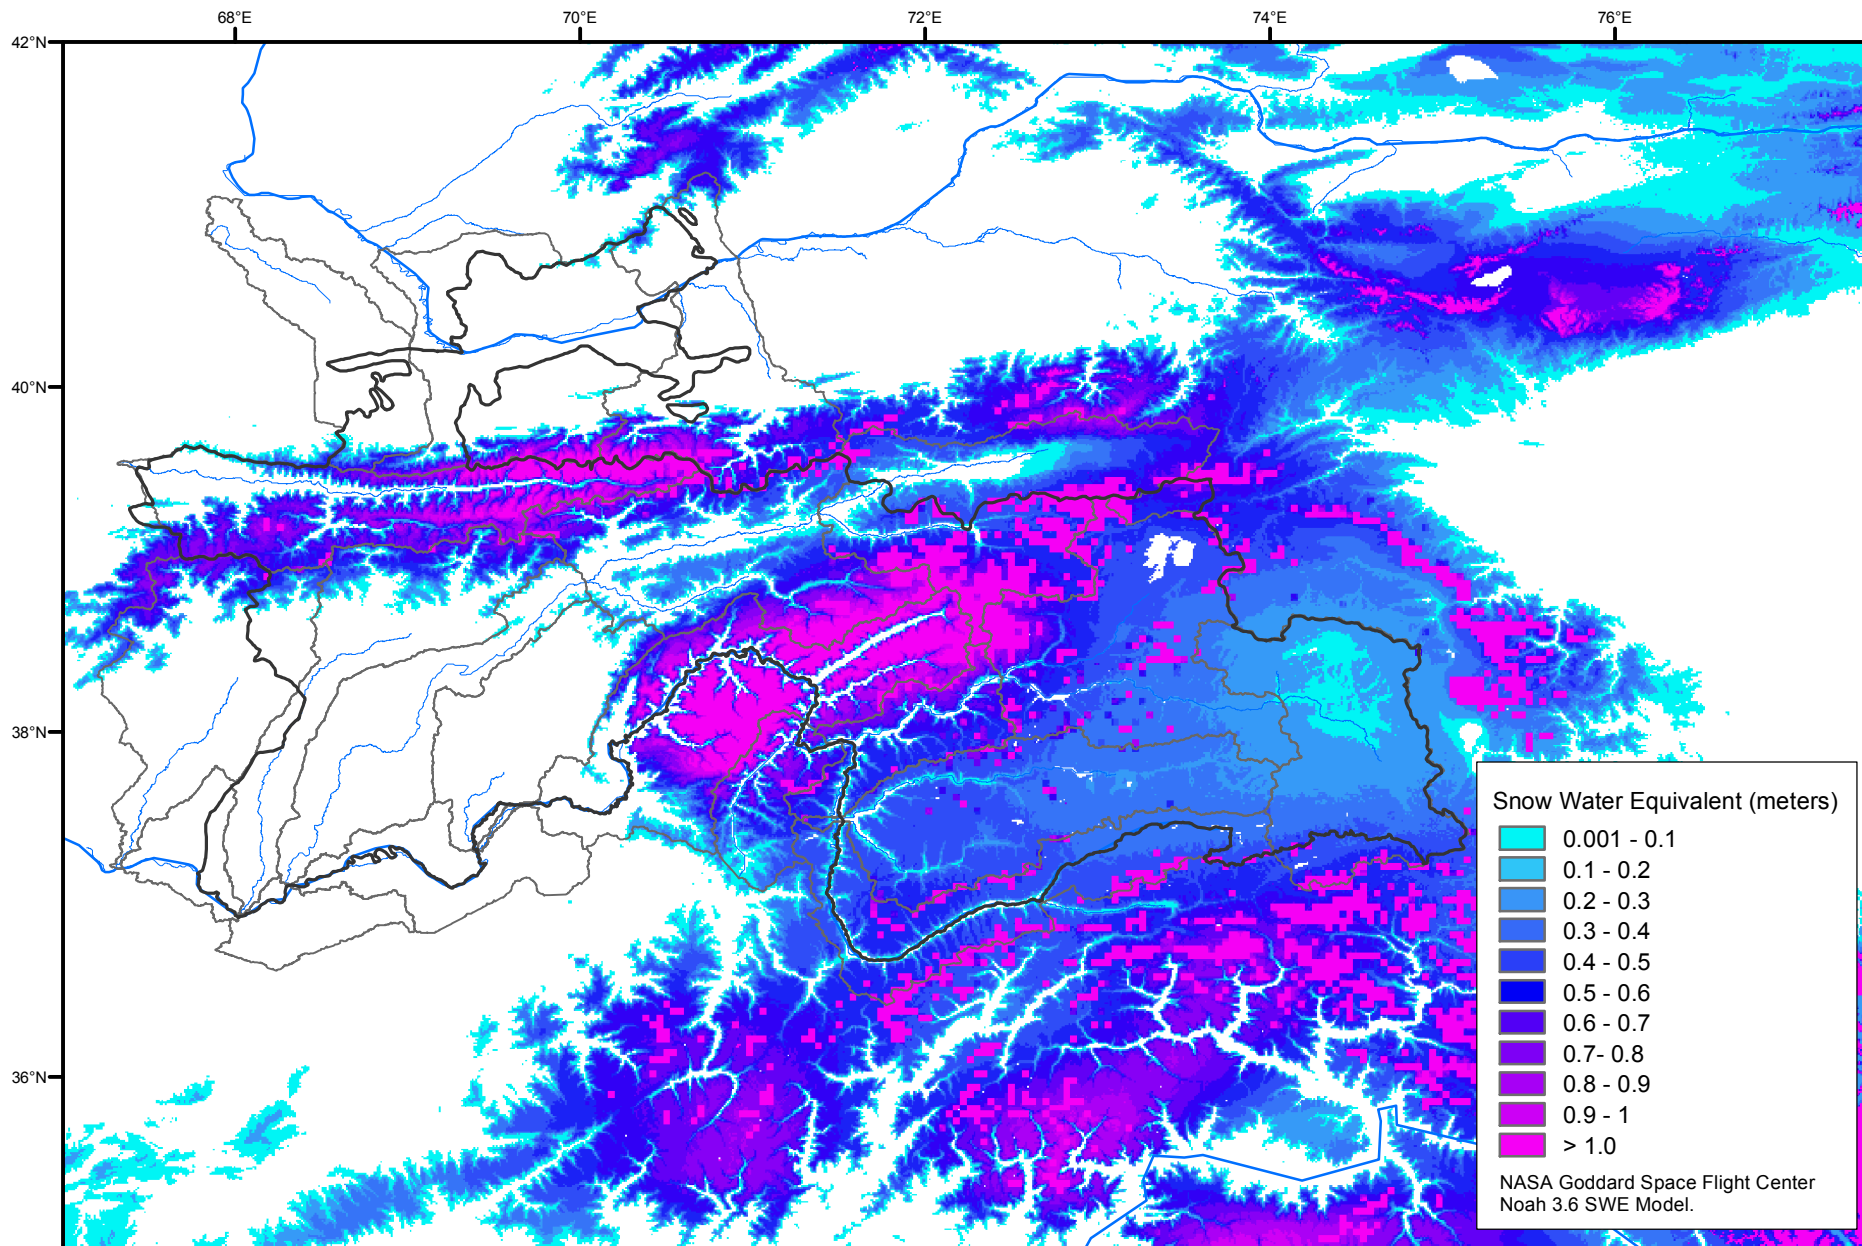 68°E 70°E 72°E 74°E 76°E
42°N
40°N
38°N
36°N
Snow Water Equivalent (meters)
0.001 - 0.1
0.1 - 0.2
0.2 - 0.3
0.3 - 0.4
0.4 - 0.5
0.5 - 0.6
0.6 - 0.7
0.7- 0.8
0.8 - 0.9
0.9 - 1
> 1.0
NASA Goddard Space Flight Center
Noah 3.6 SWE Model.